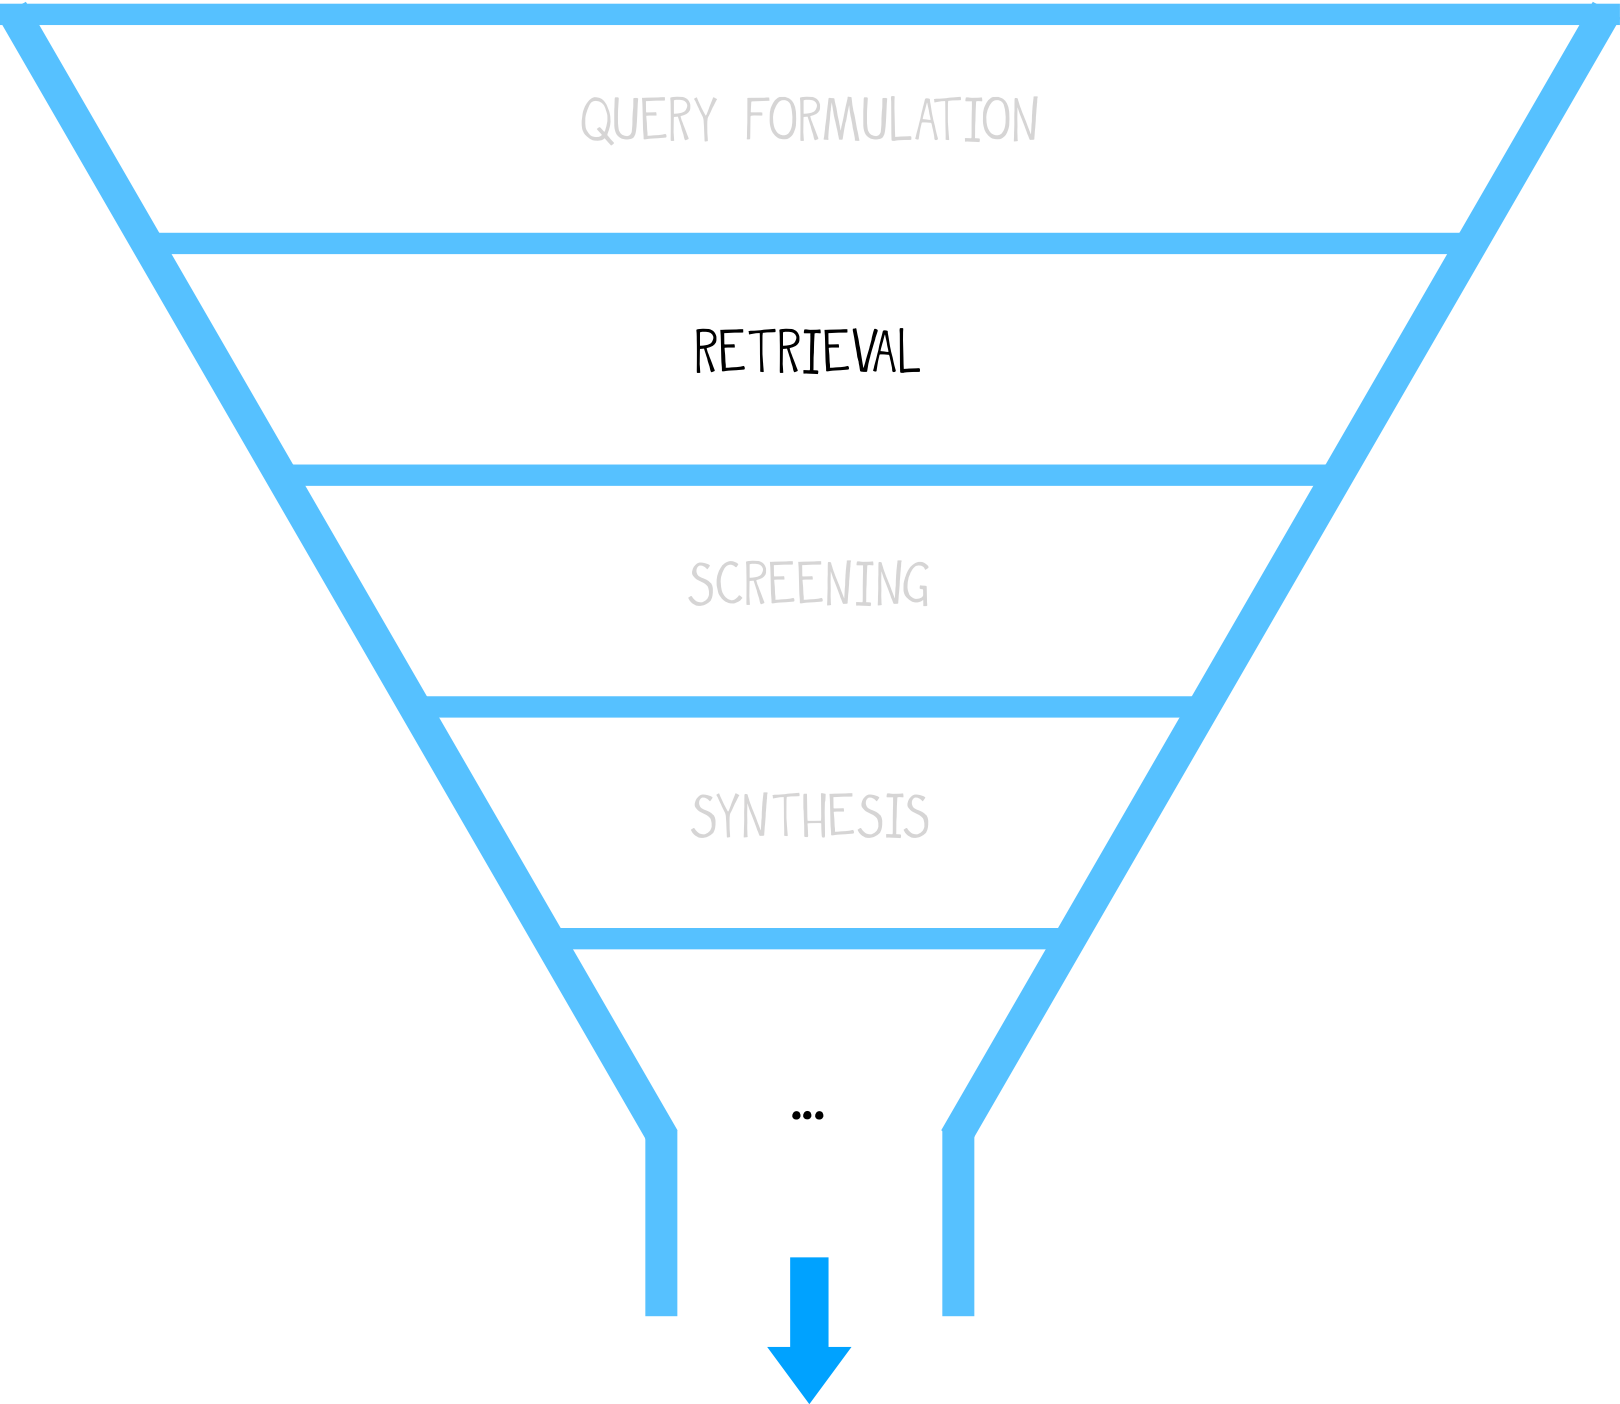 QUERY FORMULATION
RETRIEVAL
SCREENING
SYNTHESIS
...